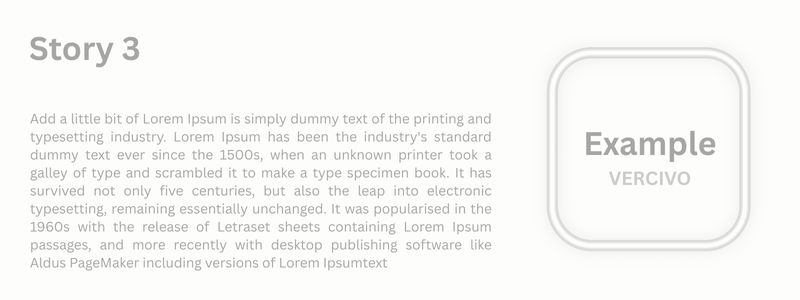 Story 3
Add a little bit of Lorem Ipsum is simply dummy text of the printing and
typesetting industry. Lorem Ipsum has been the industry's standard
dummy text ever since the 1500s, when an unknown printer took a
galley of type and scrambled it to make a type specimen book. It has
survived not only five centuries, but also the leap into electronic
typesetting, remaining essentially unchanged. It was popularised in the
1960s with the release of Letraset sheets containing Lorem Ipsum
passages, and more recently with desktop publishing software like
Aldus PageMaker including versions of Lorem Ipsumtext
Example
VERCIVO